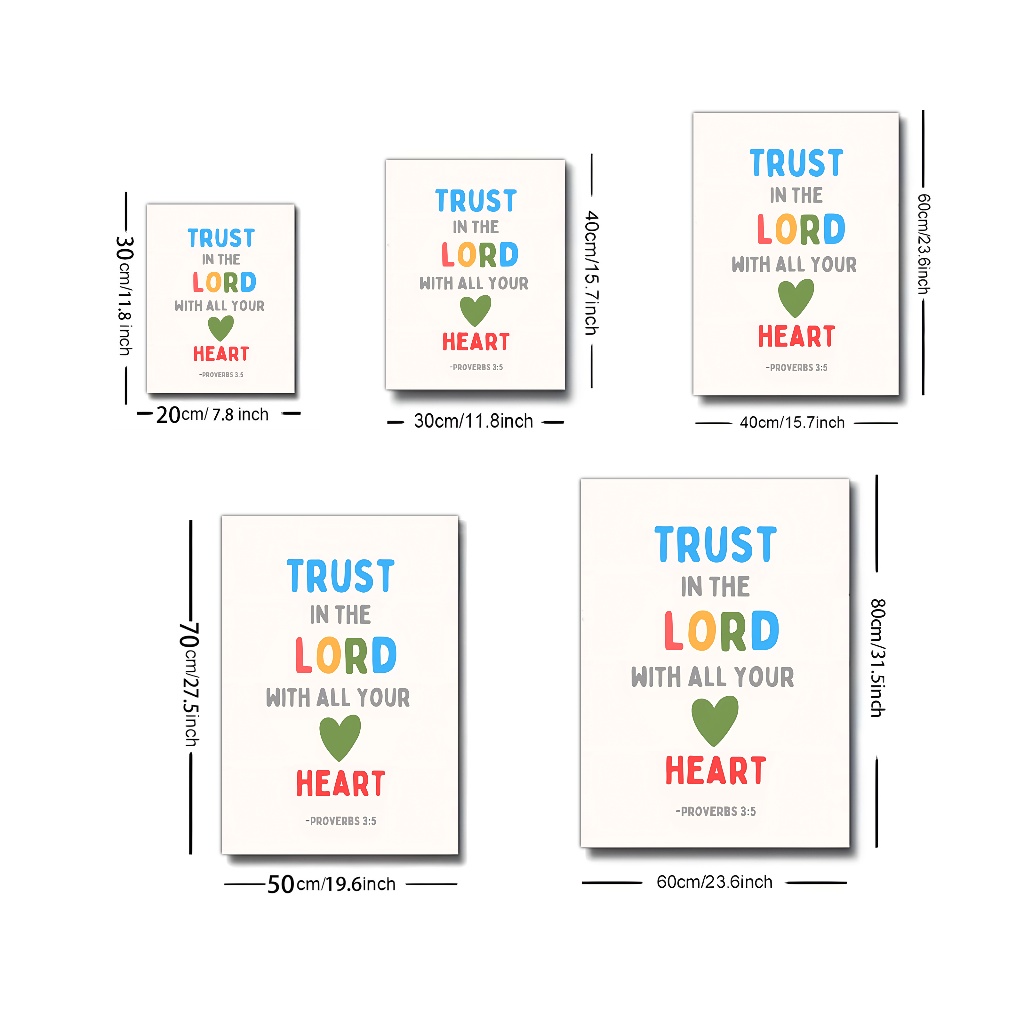 TRUST
IN THE
LORD
WITH ALL YOUR
HEART
-PROVERBS 3:5
30cm/11.8 inch
20cm/ 7.8 inch
TRUST
IN THE
LORD
WITH ALL YOUR
HEART
-PROVERBS 3:5
40cm/15.7inch
30cm/11.8inch
TRUST
IN THE
LORD
WITH ALL YOUR
HEART
-PROVERBS 3:5
60cm/23.6inch
40cm/15.7inch
TRUST
IN THE
LORD
WITH ALL YOUR
HEART
-PROVERBS 3:5
70cm/27.5inch
50cm/19.6inch
TRUST
IN THE
LORD
WITH ALL YOUR
HEART
-PROVERBS 3:5
80cm/31.5inch
60cm/23.6inch